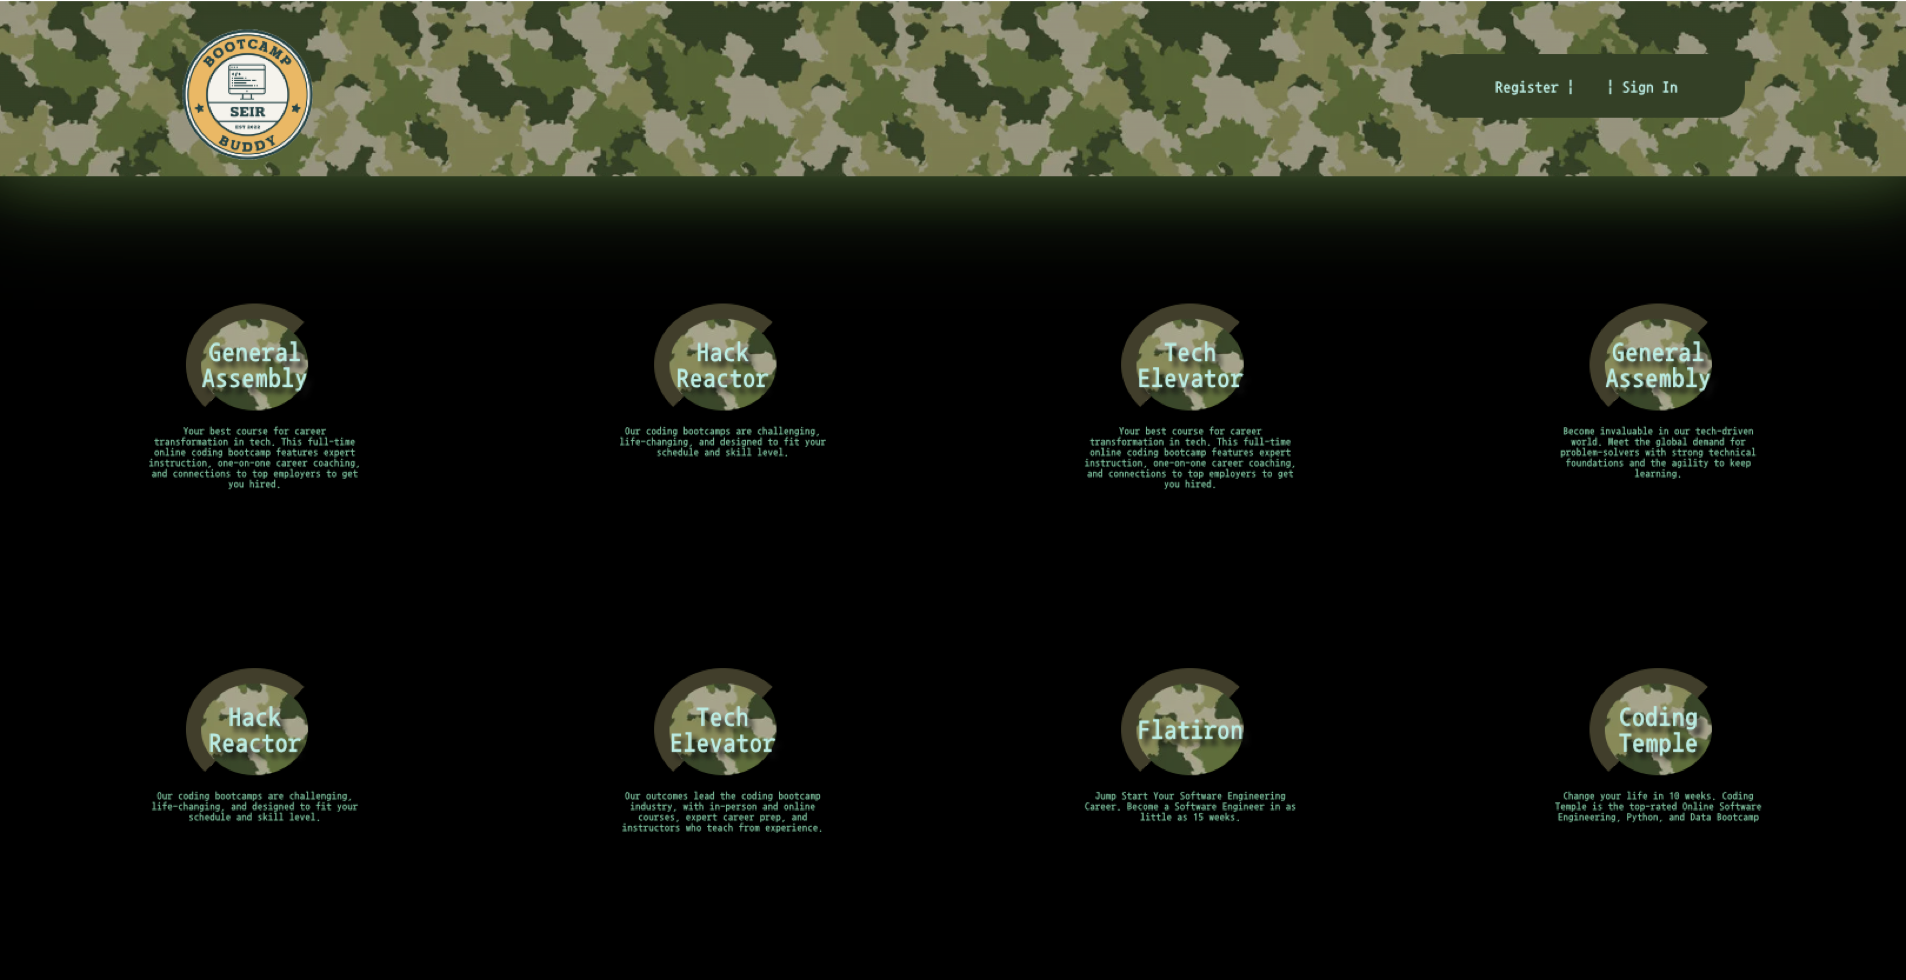 BOOTCAMP
SEIR
EST 2022
BUDDY
Register ¦ ¦ Sign In
General
Assembly
Your best course for career
transformation in tech. This full-time
online coding bootcamp features expert
instruction, one-on-one career coaching,
and connections to top employers to get
you hired.
Hack
Reactor
Our coding bootcamps are challenging,
life-changing, and designed to fit your
schedule and skill level.
Tech
Elevator
Your best course for career
transformation in tech. This full-time
online coding bootcamp features expert
instruction, one-on-one career coaching,
and connections to top employers to get
you hired.
General
Assembly
Become invaluable in our tech-driven
world. Meet the global demand for
problem-solvers with strong technical
foundations and the agility to keep
learning.
Hack
Reactor
Our coding bootcamps are challenging,
life-changing, and designed to fit your
schedule and skill level.
Tech
Elevator
Our outcomes lead the coding bootcamp
industry, with in-person and online
courses, expert career prep, and
instructors who teach from experience.
Flatiron
Jump Start Your Software Engineering
Career. Become a Software Engineer in as
little as 15 weeks.
Coding
Temple
Change your life in 10 weeks. Coding
Temple is the top-rated Online Software
Engineering, Python, and Data Bootcamp